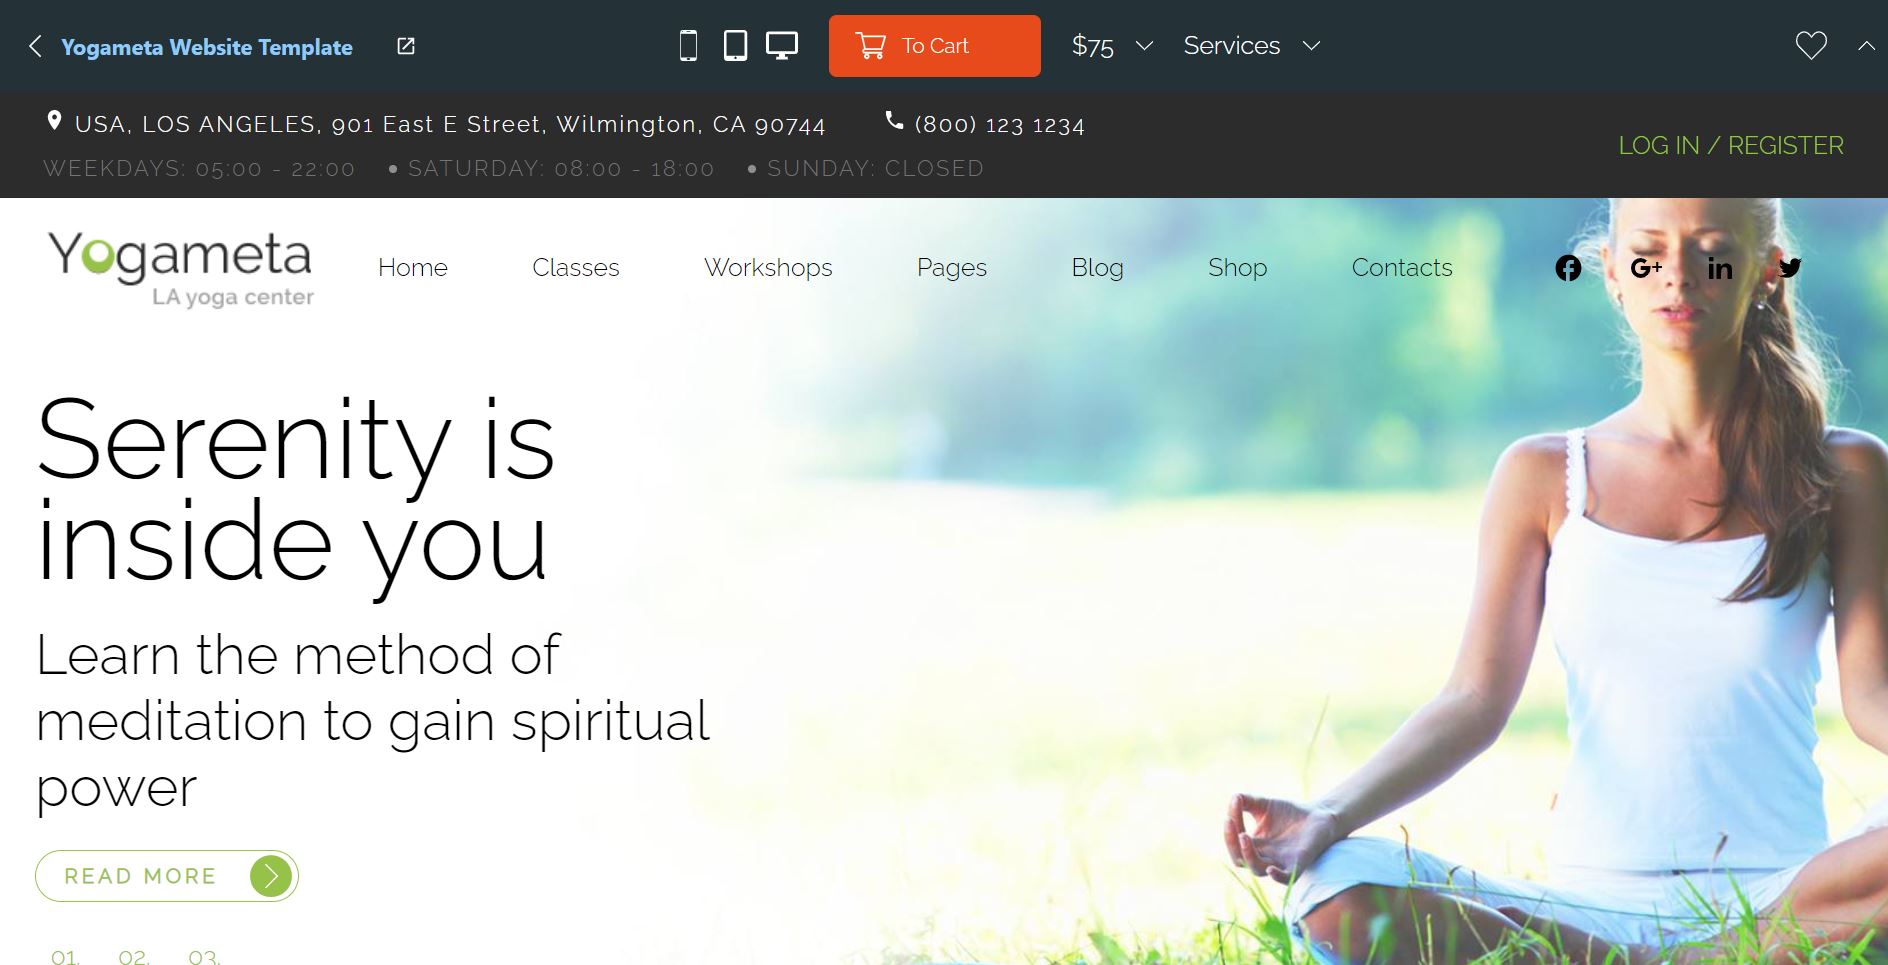 Yogameta Website Template
To Cart
$75
Services
USA, LOS ANGELES, 901 East E Street, Wilmington, CA 90744
(800) 123 1234
WEEKDAYS: 05:00 - 22:00 • SATURDAY: 08:00 - 18:00 • SUNDAY: CLOSED
LOG IN / REGISTER
Yogameta
LA yoga center
Home Classes Workshops Pages Blog Shop Contacts
Serenity is
inside you
Learn the method of
meditation to gain spiritual
power
READ MORE
01. 02. 03.